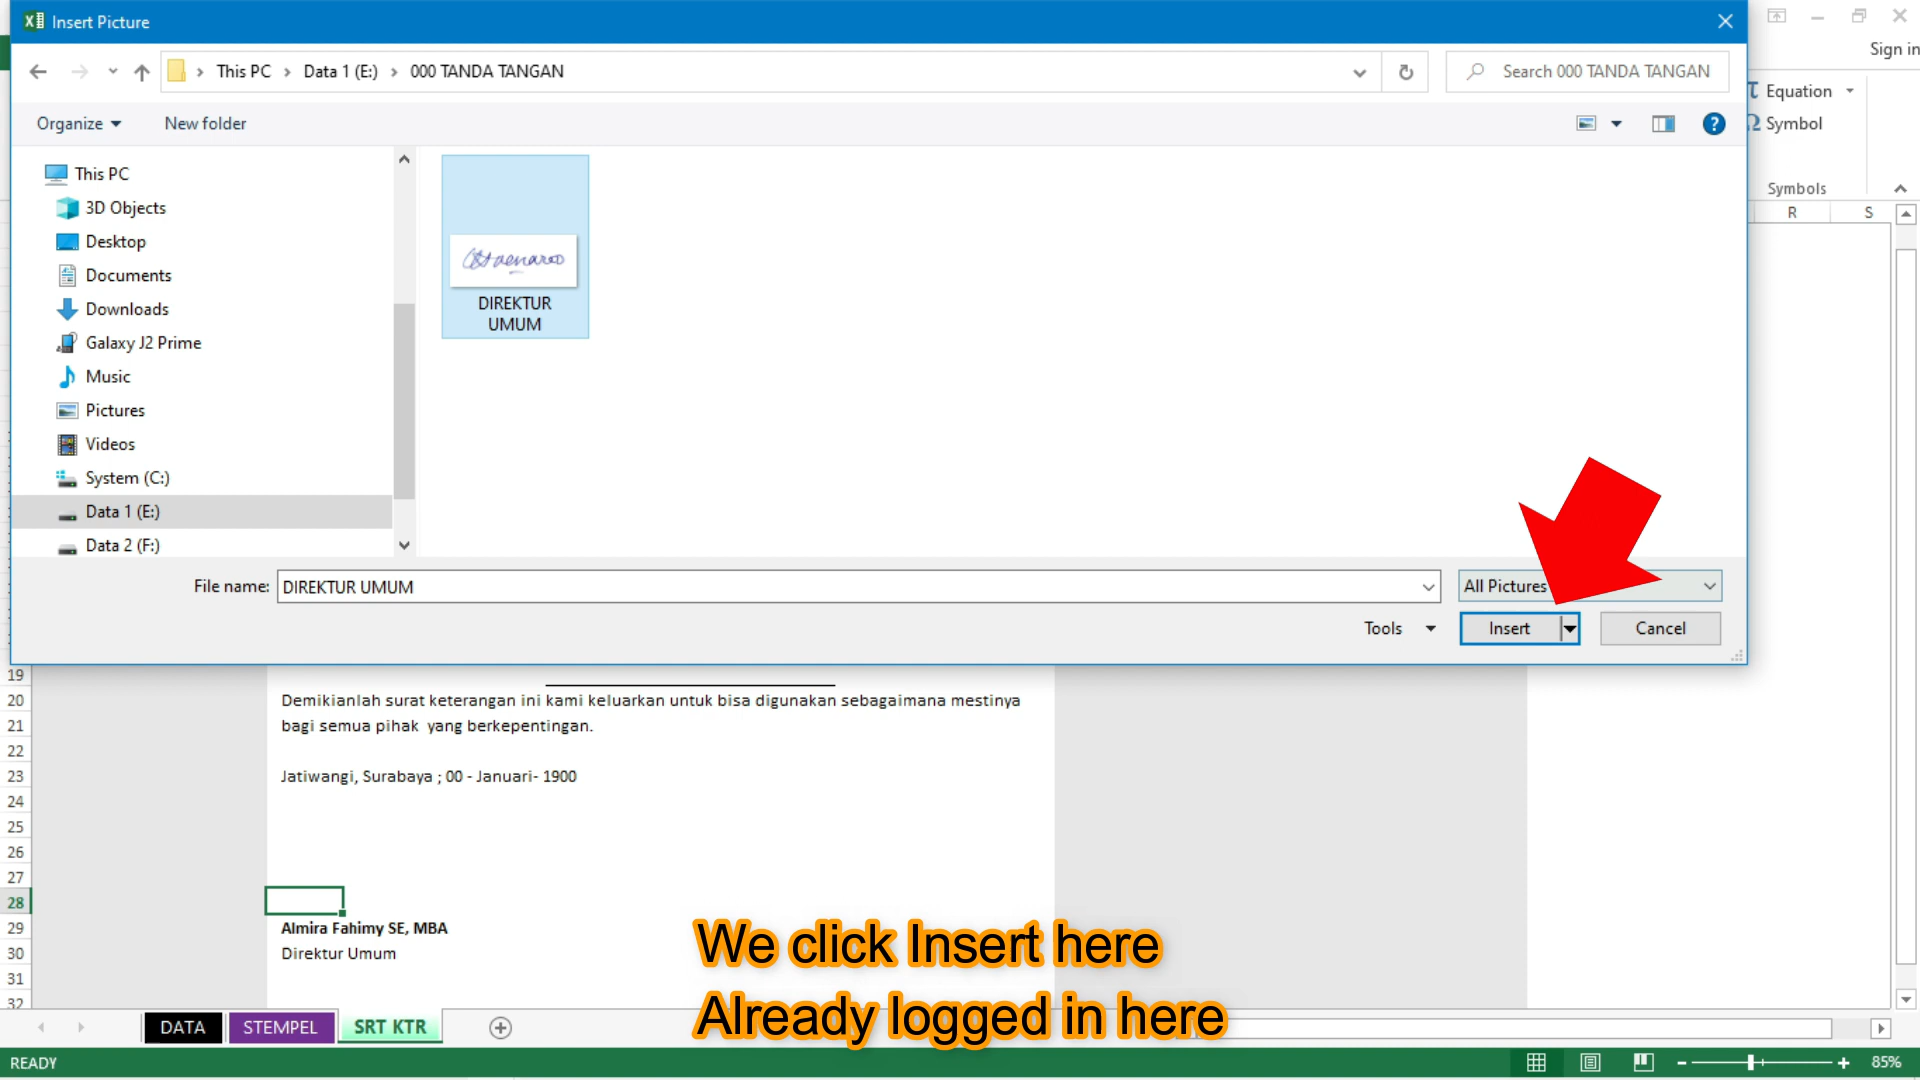 Insert Picture
Sign in
This PC › Data 1 (E:) › 000 TANDA TANGAN
Search 000 TANDA TANGAN
Equation
Organize
New folder
Symbol
Symbols
R S
This PC
3D Objects
Desktop
Documents
Downloads
Galaxy J2 Prime
Music
Pictures
Videos
System (C:)
Data 1 (E:)
Data 2 (F:)
DIREKTUR
UMUM
File name: DIREKTUR UMUM
All Pictures
Tools
Insert
Cancel
19
20 Demikianlah surat keterangan ini kami keluarkan untuk bisa digunakan sebagaimana mestinya
21 bagi semua pihak yang berkepentingan.
22
23 Jatiwangi, Surabaya ; 00 - Januari- 1900
24
25
26
27
28
29 Almira Fahimy SE, MBA
30 Direktur Umum
31
32
We click Insert here
Already logged in here
DATA
STEMPEL
SRT KTR
READY
85%